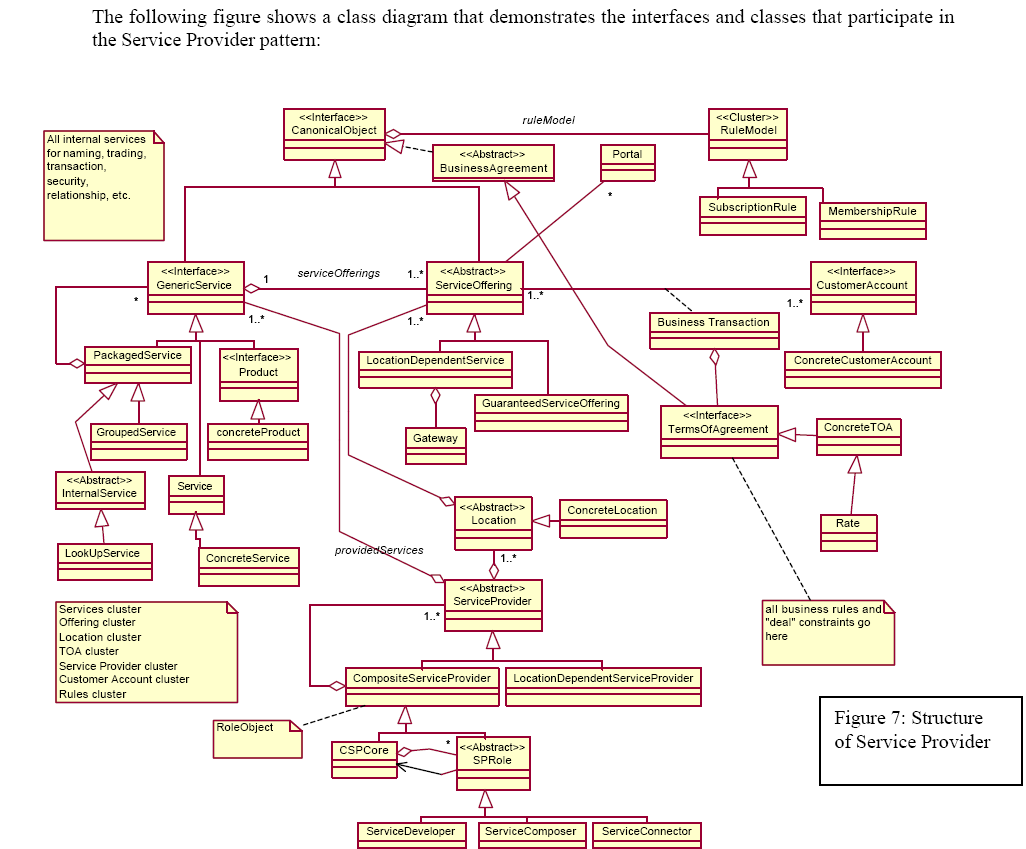 The following figure shows a class diagram that demonstrates the interfaces and classes that participate in
the Service Provider pattern:
<<Interface>>
CanonicalObject
ruleModel
<<Cluster>>
RuleModel
All internal services
for naming, trading,
transaction,
security,
relationship, etc.
<<Abstract>>
BusinessAgreement
Portal
*
SubscriptionRule
MembershipRule
<<Interface>>
GenericService
1
serviceOfferings
1..*
<<Abstract>>
ServiceOffering
1..*
<<Interface>>
CustomerAccount
1..*
*
1..*
1..*
Business Transaction
PackagedService
<<Interface>>
Product
LocationDependentService
ConcreteCustomerAccount
GuaranteedServiceOffering
<<Interface>>
TermsOfAgreement
ConcreteTOA
GroupedService
concreteProduct
Gateway
<<Abstract>>
InternalService
Service
<<Abstract>>
Location
ConcreteLocation
Rate
LookUpService
ConcreteService
providedServices
1..*
<<Abstract>>
ServiceProvider
1..*
Services cluster
Offering cluster
Location cluster
TOA cluster
Service Provider cluster
Customer Account cluster
Rules cluster
all business rules and
"deal" constraints go
here
CompositeServiceProvider
LocationDependentServiceProvider
RoleObject
CSPCore
*
<<Abstract>>
SPRole
Figure 7: Structure
of Service Provider
ServiceDeveloper
ServiceComposer
ServiceConnector